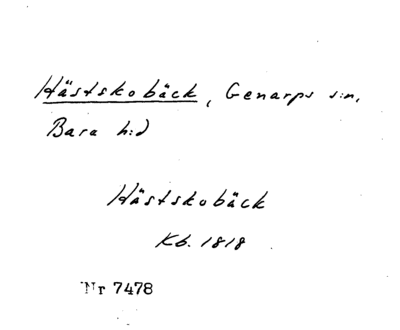 Hästskobäck, Genarps s:n,
Bara h:d
Hästskobäck
Kb. 1818
Nr 7478